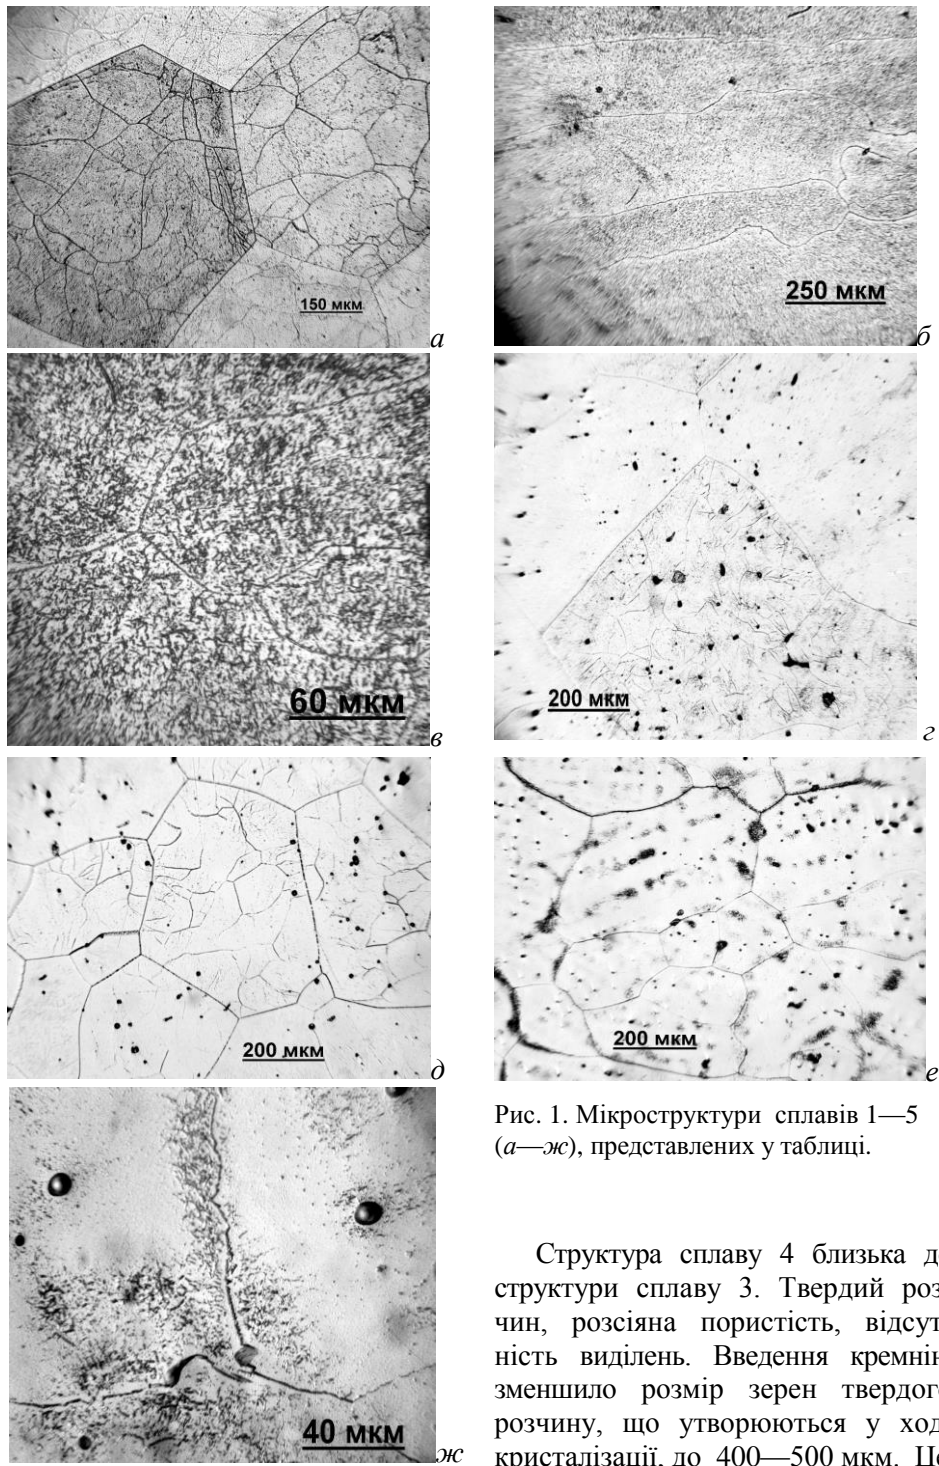 150 мкм
а
250 мкм
б
60 мкм
в
200 мкм
г
200 мкм
д
200 мкм
е
40 мкм
ж
Рис. 1. Мікроструктури сплавів 1—5
(а—ж), представлених у таблиці.
Структура сплаву 4 близька д
структури сплаву 3. Твердий роз
чин, розсіяна пористість, відсут
ність виділень. Введення кремнію
зменшило розмір зерен твердого
розчину, що утворюються у ході
кристалізації, до 400—500 мкм. Це